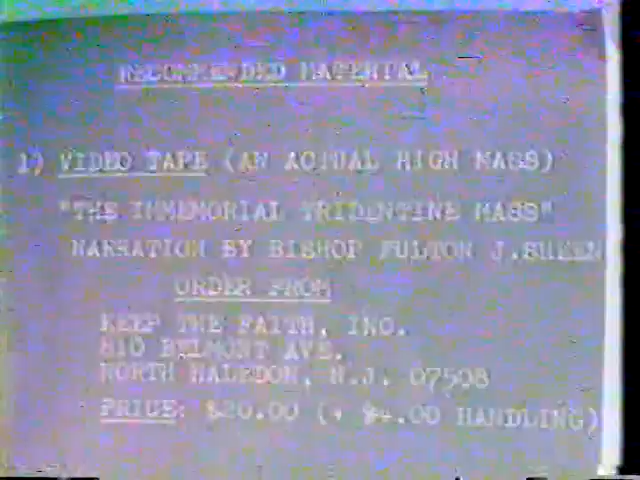 RECOMMENDED MATERIAL
1) VIDEO TAPE (AN ACTUAL HIGH MASS)
"THE IMMEMORIAL TRIDENTINE MASS"
NARRATION BY BISHOP FULTON J. SHEEN
ORDER FROM
KEEP THE FAITH, INC.
810 BELMONT AVE.
NORTH HALEDON, N.J. 07508
PRICE: $20.00 (+ $4.00 HANDLING)